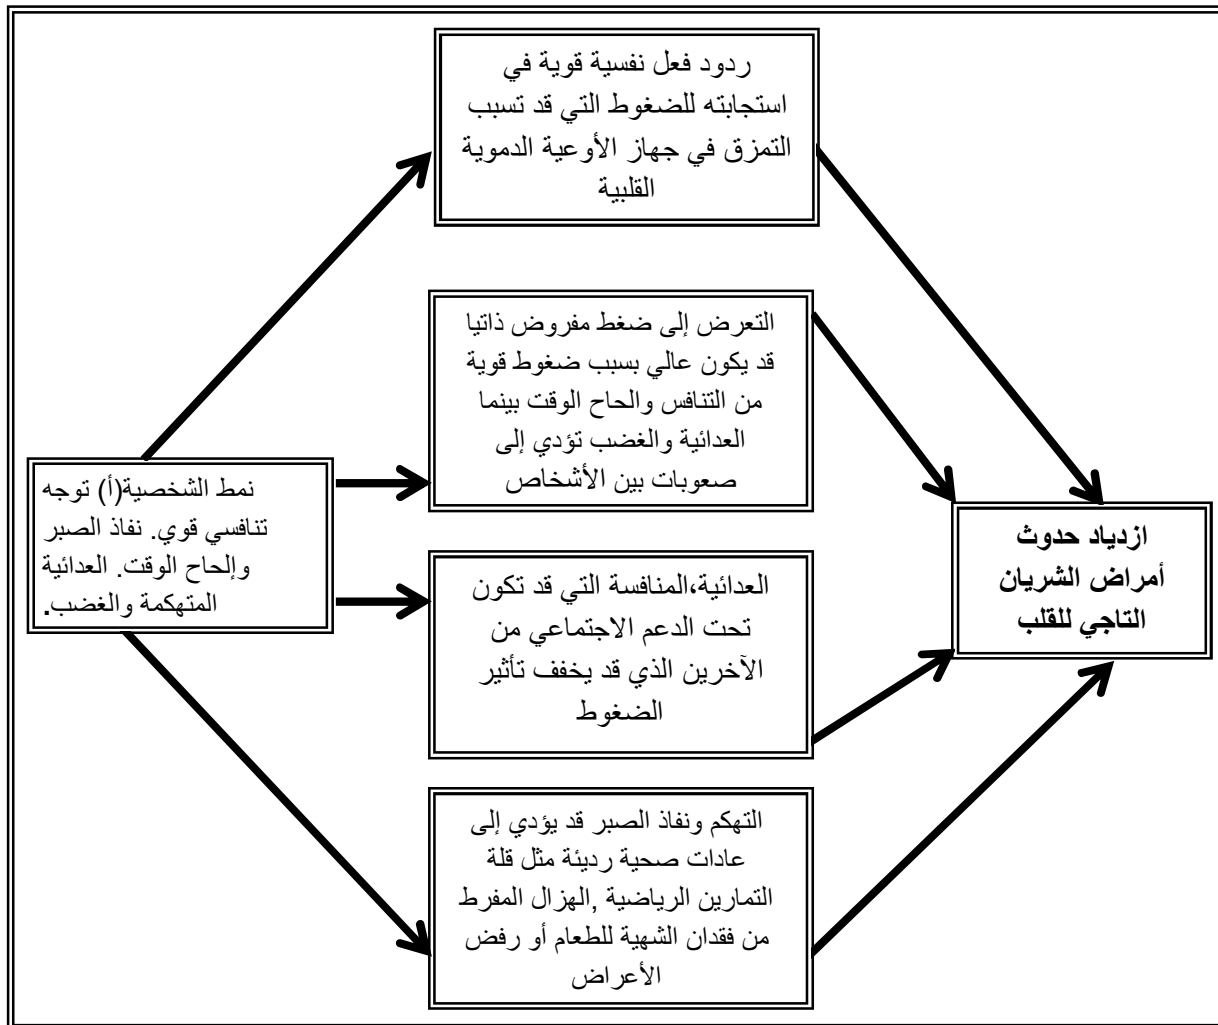 ردود فعل نفسية قوية في
استجابته للضغوط التي قد تسبب
التمزق في جهاز الأوعية الدموية
القلبية
التعرض إلى ضغط مفروض ذاتيا
قد يكون عالي بسبب ضغوط قوية
من التنافس والحاح الوقت بينما
العدائية والغضب تؤدي إلى
صعوبات بين الأشخاص
نمط الشخصية(أ) توجه
تنافسي قوي. نفاذ الصبر
وإلحاح الوقت. العدائية
المتهكمة والغضب.
ازدياد حدوث
أمراض الشريان
التاجي للقلب
العدائية،المنافسة التي قد تكون
تحت الدعم الاجتماعي من
الآخرين الذي قد يخفف تأثير
الضغوط
التهكم ونفاذ الصبر قد يؤدي إلى
عادات صحية رديئة مثل قلة
التمارين الرياضية ,الهزال المفرط
من فقدان الشهية للطعام أو رفض
الأعراض